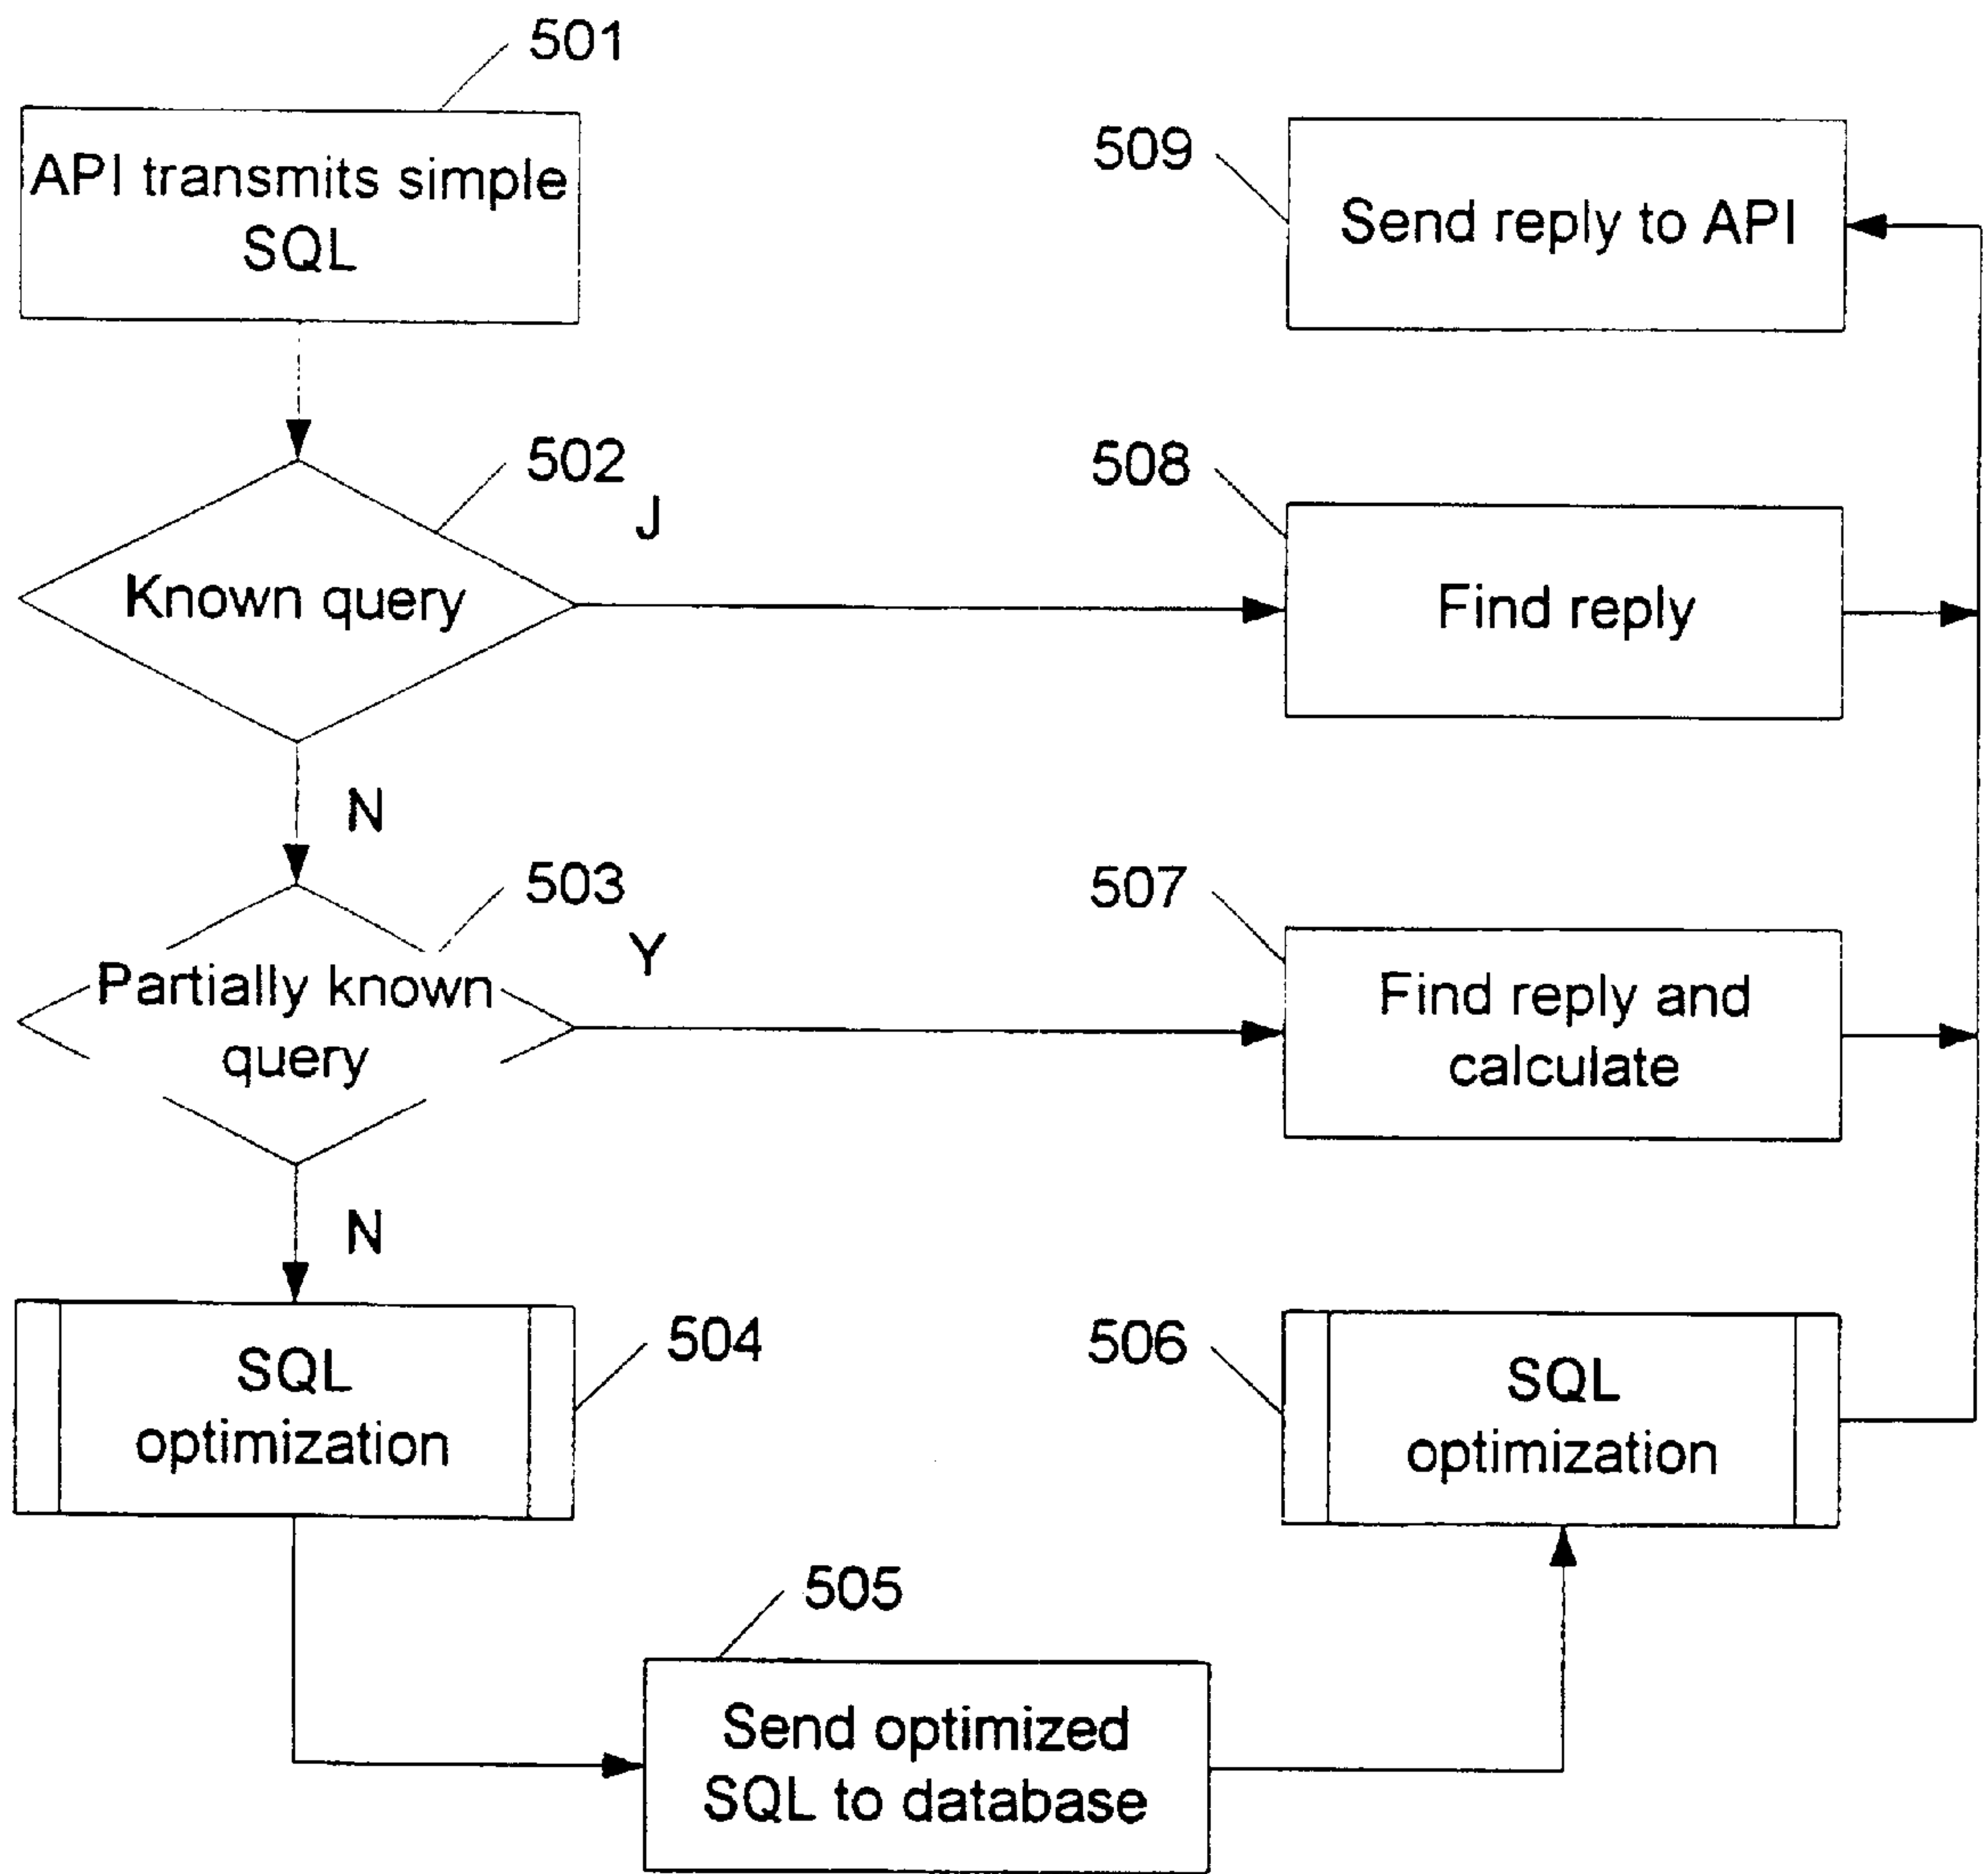 501
API transmits simple
SQL
509
Send reply to API
502
J
Known query
508
Find reply
N
503
Y
Partially known
query
507
Find reply and
calculate
N
504
SQL
optimization
506
SQL
optimization
505
Send optimized
SQL to database